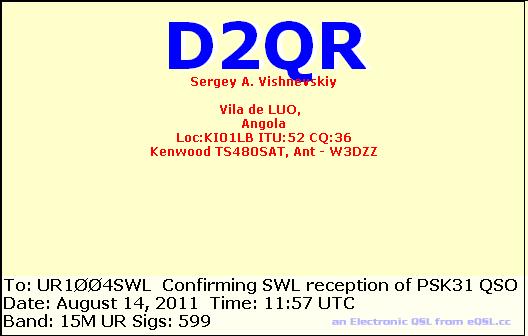 D2QR
Sergey A. Vishnevskiy
Vila de LUO,
Angola
Loc:KI01LB ITU:52 CQ:36
Kenwood TS480SAT, Ant - W3DZZ
To: UR1ØØ4SWL Confirming SWL reception of PSK31 QSO
Date: August 14, 2011 Time: 11:57 UTC
Band: 15M UR Sigs: 599
an Electronic QSL from eQSL.cc